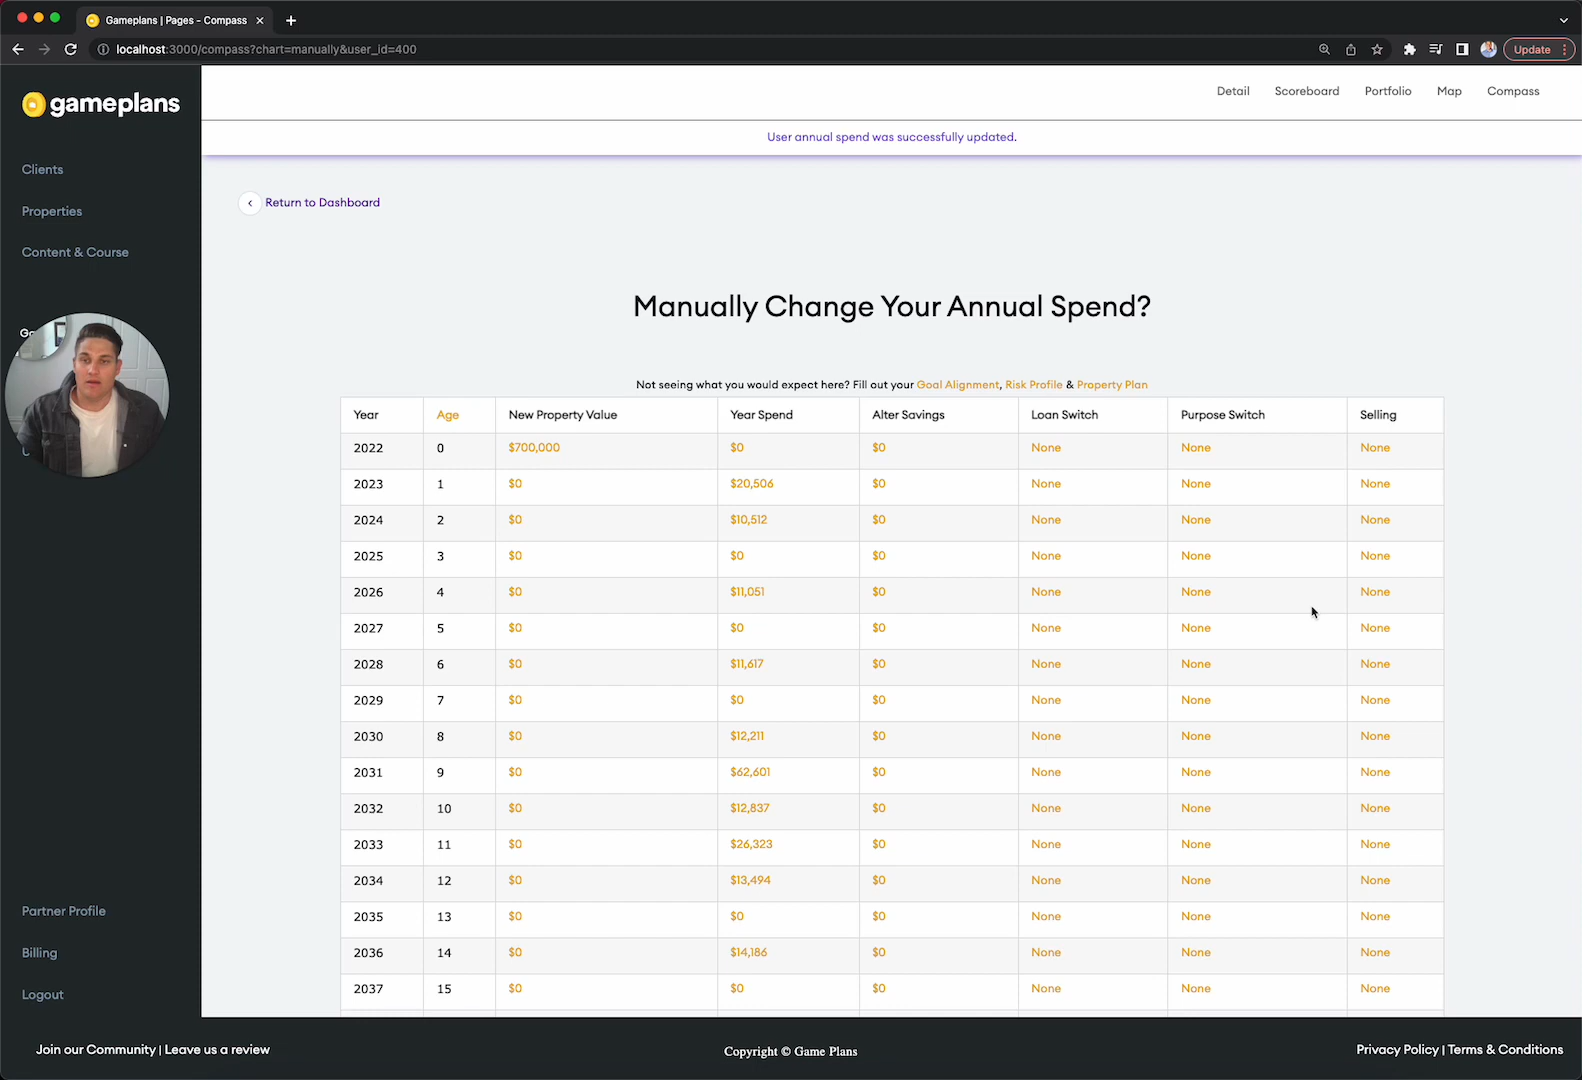 Gameplans | Pages - Compass
localhost:3000/compass?chart=manually&user_id=400
Update
gameplans
Detail Scoreboard Portfolio Map Compass
User annual spend was successfully updated.
Clients
Properties
Content & Course
Return to Dashboard
Manually Change Your Annual Spend?
Not seeing what you would expect here? Fill out your Goal Alignment, Risk Profile & Property Plan
Year Age New Property Value Year Spend Alter Savings Loan Switch Purpose Switch Selling
2022 0 $700,000 $0 $0 None None None
2023 1 $0 $20,506 $0 None None None
2024 2 $0 $10,512 $0 None None None
2025 3 $0 $0 $0 None None None
2026 4 $0 $11,051 $0 None None None
2027 5 $0 $0 $0 None None None
2028 6 $0 $11,617 $0 None None None
2029 7 $0 $0 $0 None None None
2030 8 $0 $12,211 $0 None None None
2031 9 $0 $62,601 $0 None None None
2032 10 $0 $12,837 $0 None None None
2033 11 $0 $26,323 $0 None None None
2034 12 $0 $13,494 $0 None None None
2035 13 $0 $0 $0 None None None
2036 14 $0 $14,186 $0 None None None
2037 15 $0 $0 $0 None None None
Partner Profile
Billing
Logout
Join our Community | Leave us a review
Copyright © Game Plans
Privacy Policy | Terms & Conditions